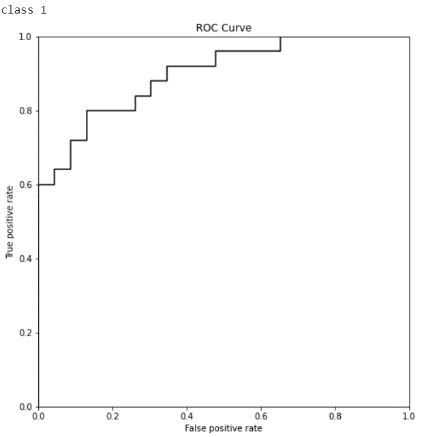 class 1
ROC Curve
1.0
0.8
0.6
0.4
0.2
0.0
True positive rate
0.0 0.2 0.4 0.6 0.8 1.0
False positive rate